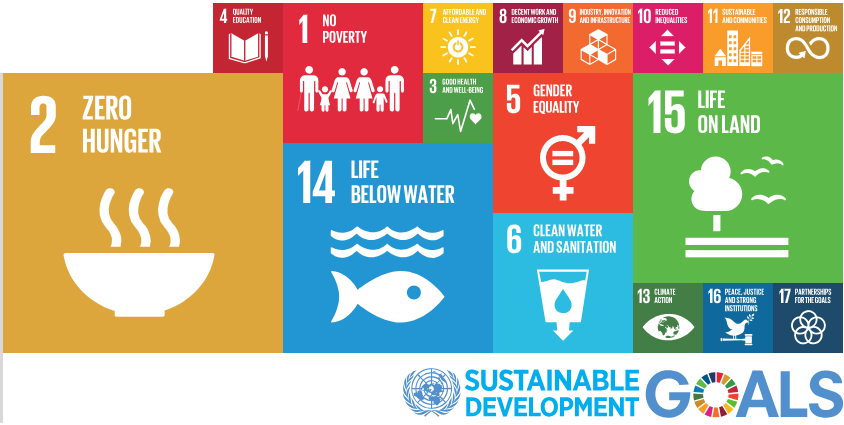 4 QUALITY
EDUCATION
1 NO
POVERTY
7 AFFORDABLE AND
CLEAN ENERGY
8 DECENT WORK AND
ECONOMIC GROWTH
9 INDUSTRY, INNOVATION
AND INFRASTRUCTURE
10 REDUCED
INEQUALITIES
11 SUSTAINABLE
AND COMMUNITIES
12 RESPONSIBLE
CONSUMPTION
AND PRODUCTION
2 ZERO
HUNGER
3 GOOD HEALTH
AND WELL-BEING
5 GENDER
EQUALITY
15 LIFE
ON LAND
14 LIFE
BELOW WATER
6 CLEAN WATER
AND SANITATION
13 CLIMATE
ACTION
16 PEACE, JUSTICE
AND STRONG
INSTITUTIONS
17 PARTNERSHIPS
FOR THE GOALS
SUSTAINABLE
DEVELOPMENT
GOALS